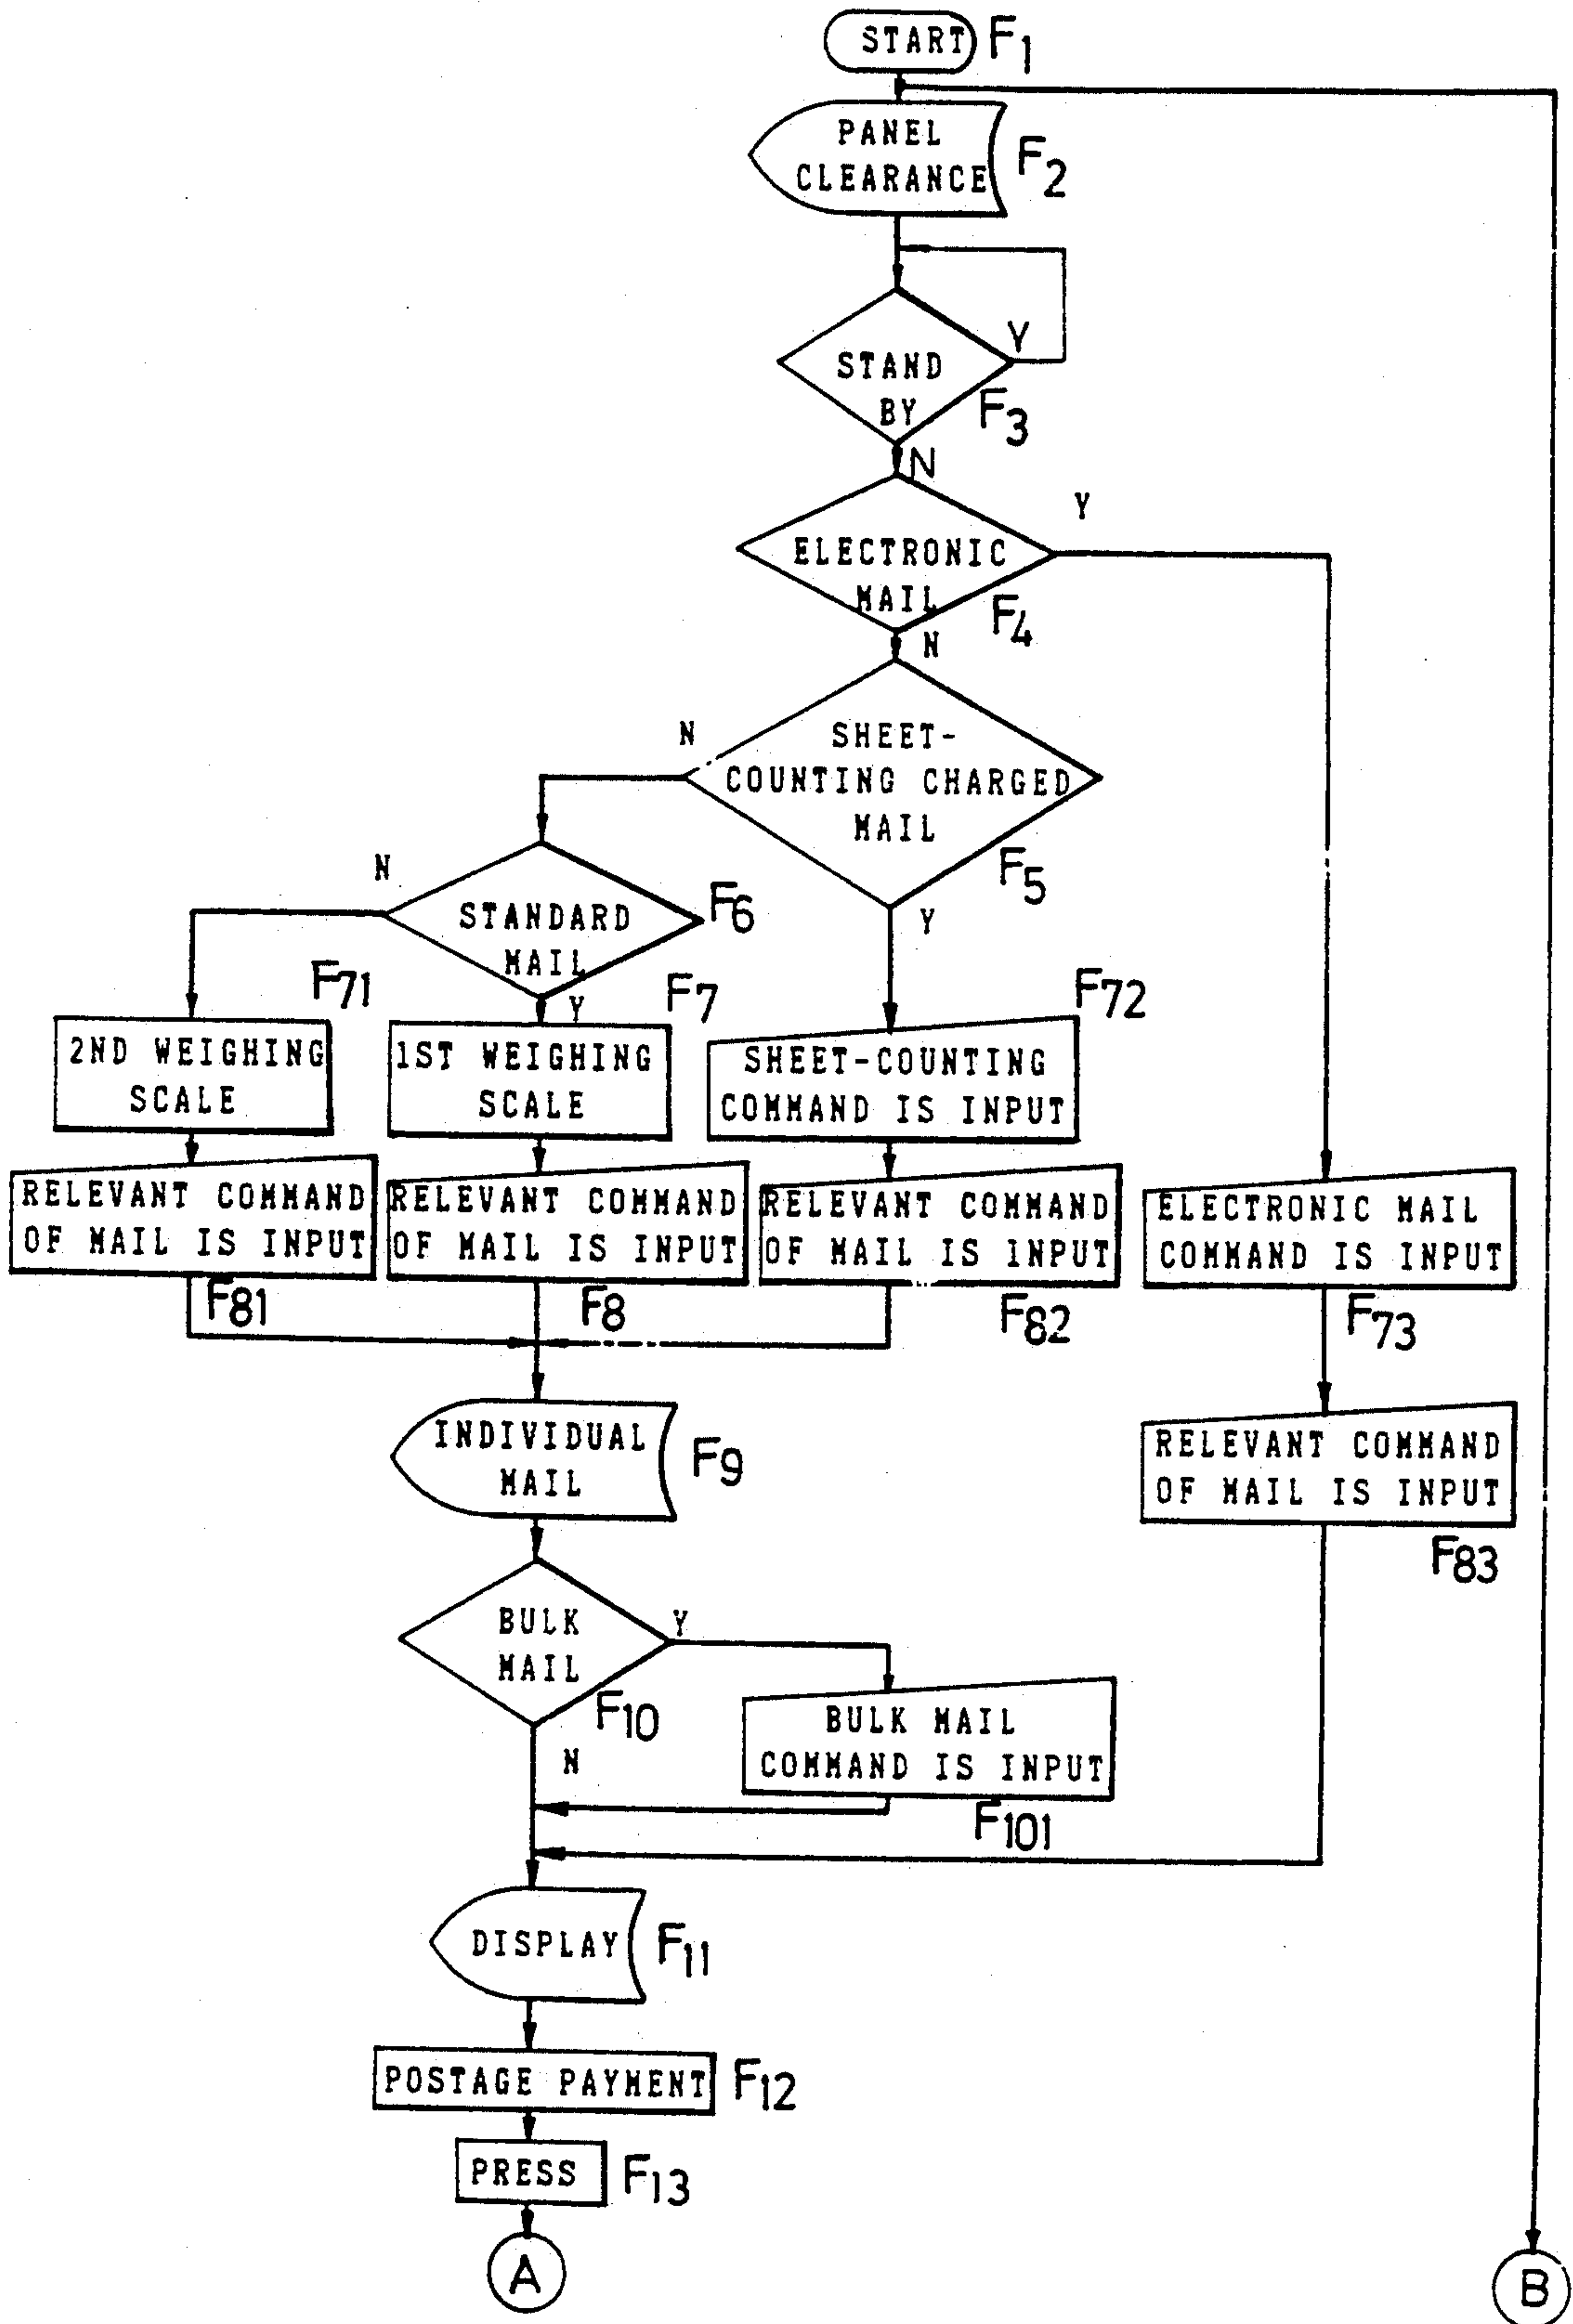 START F1
PANEL
CLEARANCE F2
Y
STAND
BY F3
N
Y
ELECTRONIC
MAIL F4
N
N
SHEET-
COUNTING CHARGED
MAIL
F5
Y
N
STANDARD
MAIL
F6
Y
F71
F7
F72
2ND WEIGHING
SCALE
1ST WEIGHING
SCALE
SHEET-COUNTING
COMMAND IS INPUT
RELEVANT COMMAND
OF MAIL IS INPUT
F81
RELEVANT COMMAND
OF MAIL IS INPUT
F8
RELEVANT COMMAND
OF MAIL IS INPUT
F82
ELECTRONIC MAIL
COMMAND IS INPUT
F73
INDIVIDUAL
MAIL
F9
RELEVANT COMMAND
OF MAIL IS INPUT
F83
BULK
MAIL
Y
F10
N
BULK MAIL
COMMAND IS INPUT
F101
DISPLAY F11
POSTAGE PAYMENT F12
PRESS F13
A
B